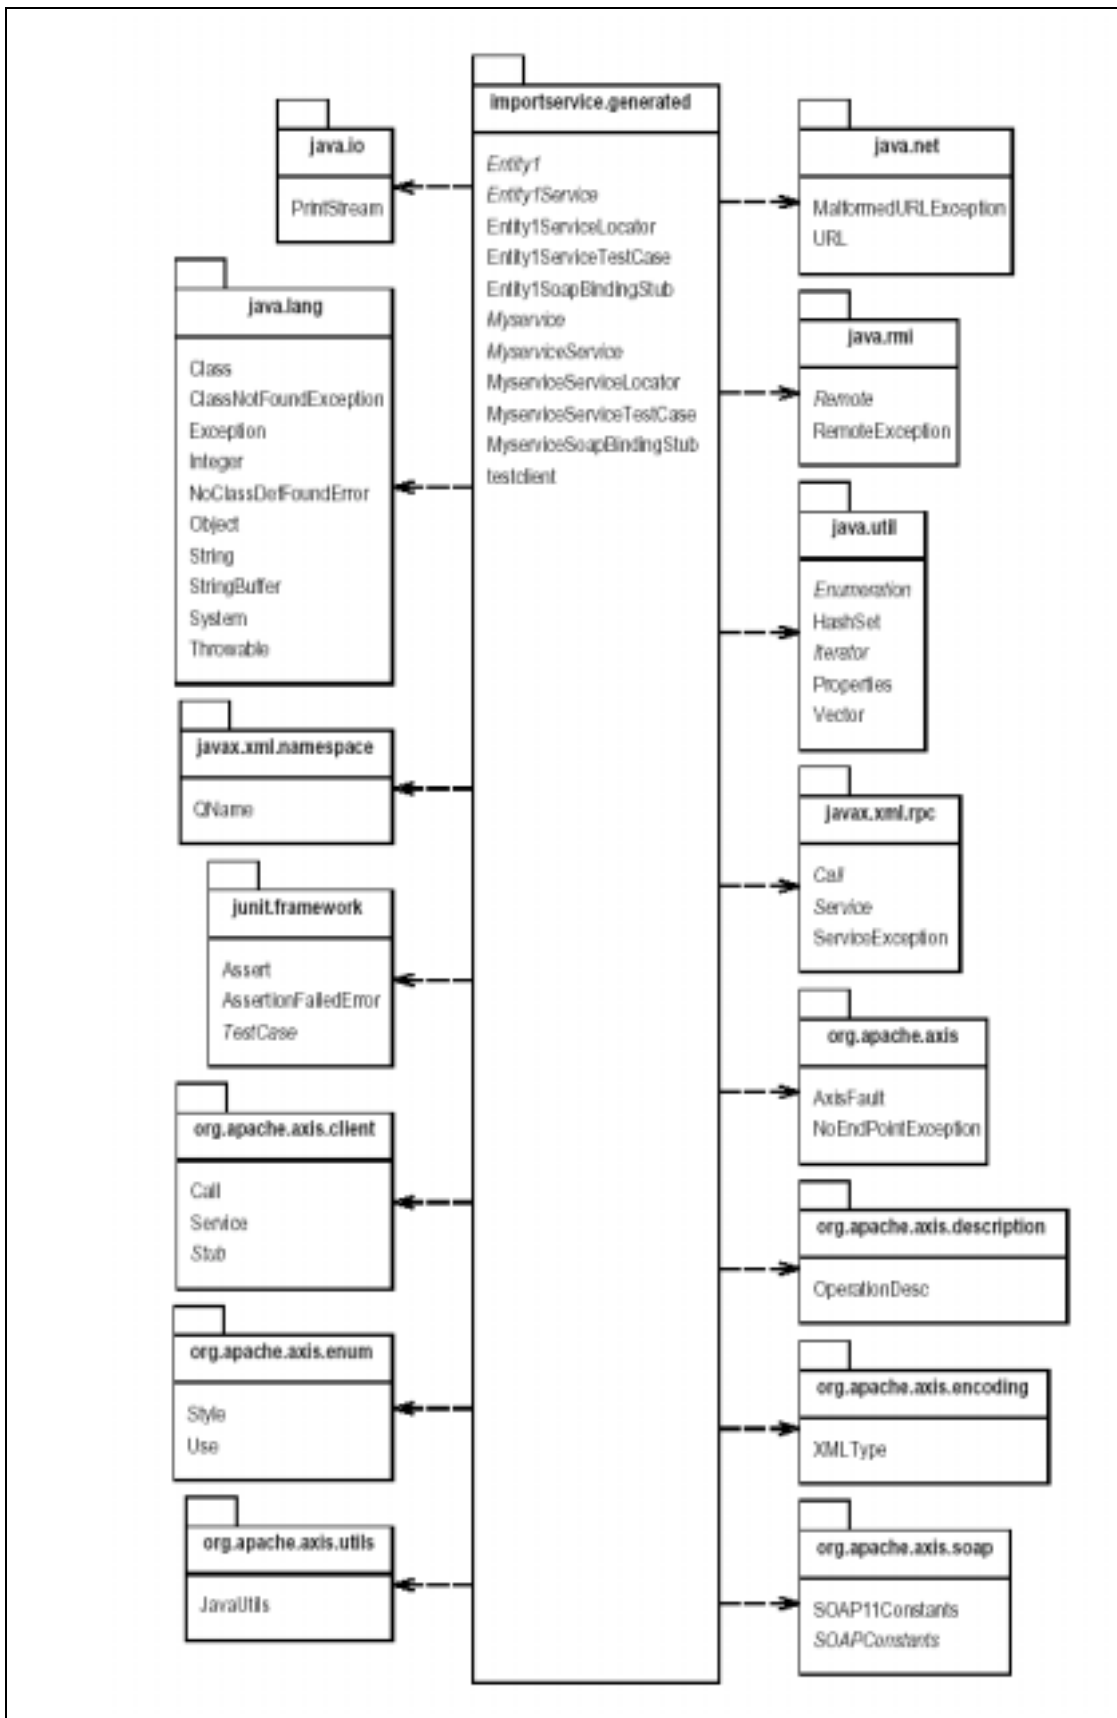 importservice.generated
Entity1
Entity1Service
Entity1ServiceLocator
Entity1ServiceTestCase
Entity1SoapBindingStub
Myservice
MyserviceService
MyserviceServiceLocator
MyserviceServiceTestCase
MyserviceSoapBindingStub
testclient
java.io
PrintStream
java.lang
Class
ClassNotFoundException
Exception
Integer
NoClassDefFoundError
Object
String
StringBuffer
System
Throwable
javax.xml.namespace
QName
junit.framework
Assert
AssertionFailedError
TestCase
org.apache.axis.client
Call
Service
Stub
org.apache.axis.enum
Style
Use
org.apache.axis.utils
JavaUtils
java.net
MalformedURLException
URL
java.rmi
Remote
RemoteException
java.util
Enumeration
HashSet
Iterator
Properties
Vector
javax.xml.rpc
Call
Service
ServiceException
org.apache.axis
AxisFault
NoEndPointException
org.apache.axis.description
OperationDesc
org.apache.axis.encoding
XMLType
org.apache.axis.soap
SOAP11Constants
SOAPConstants